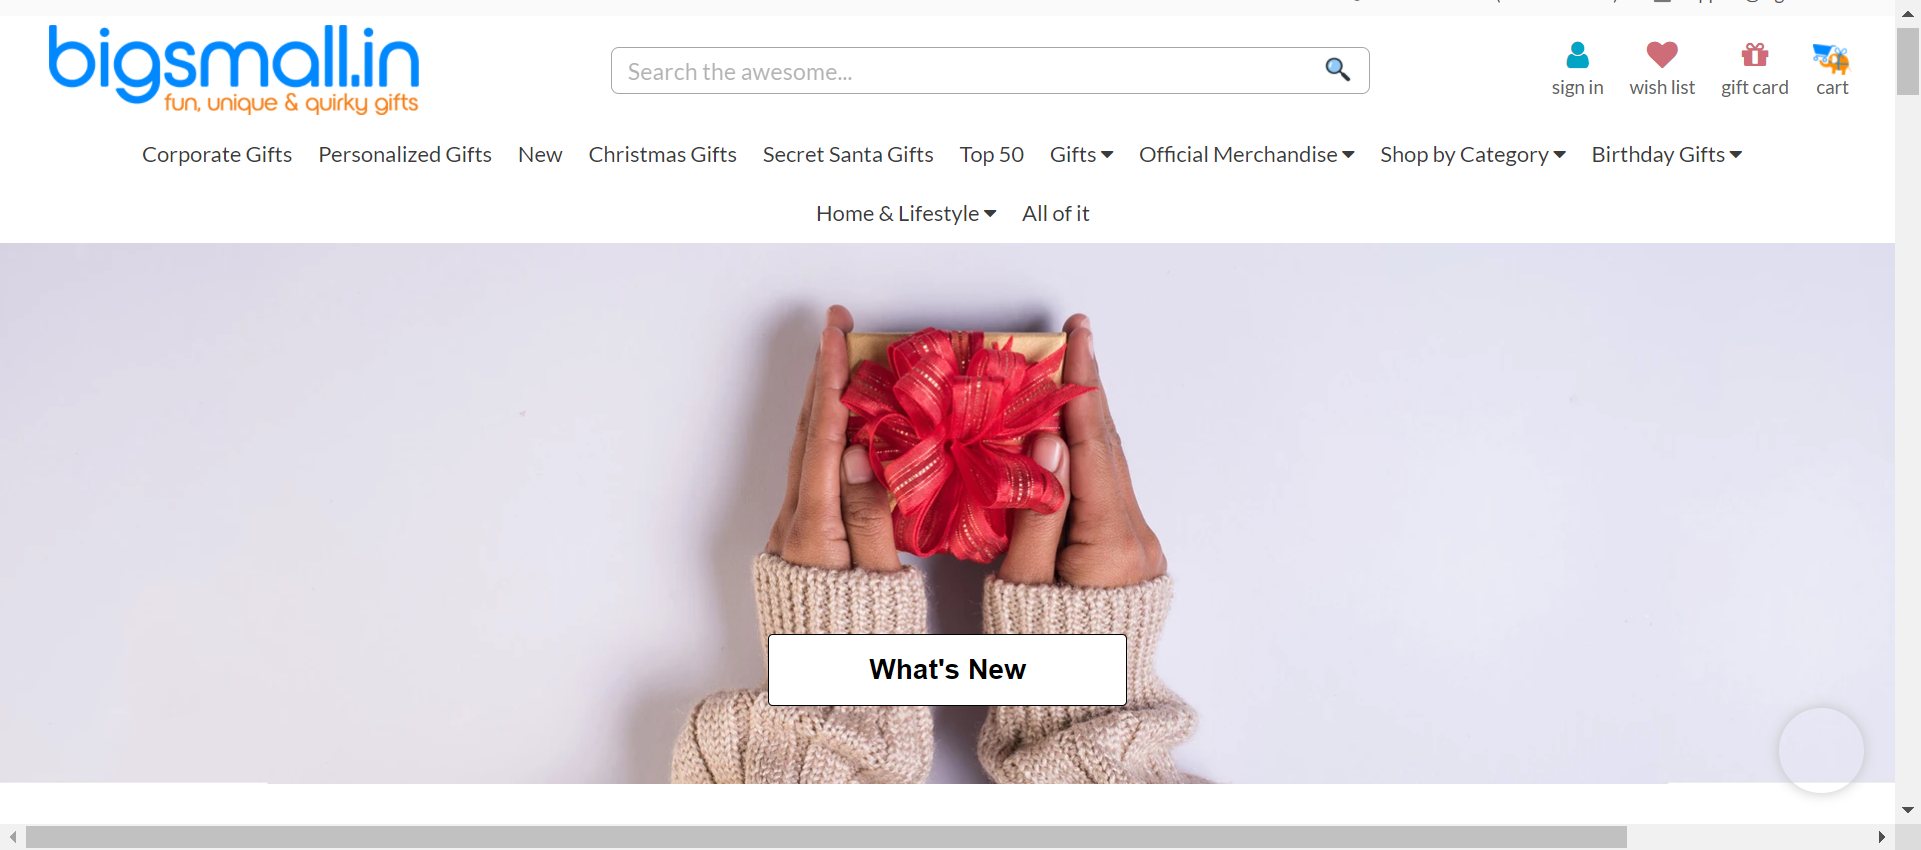 bigsmall.in
fun, unique & quirky gifts
Search the awesome...
sign in
wish list
gift card
cart
Corporate Gifts Personalized Gifts New Christmas Gifts Secret Santa Gifts Top 50 Gifts Official Merchandise Shop by Category Birthday Gifts
Home & Lifestyle All of it
What's New